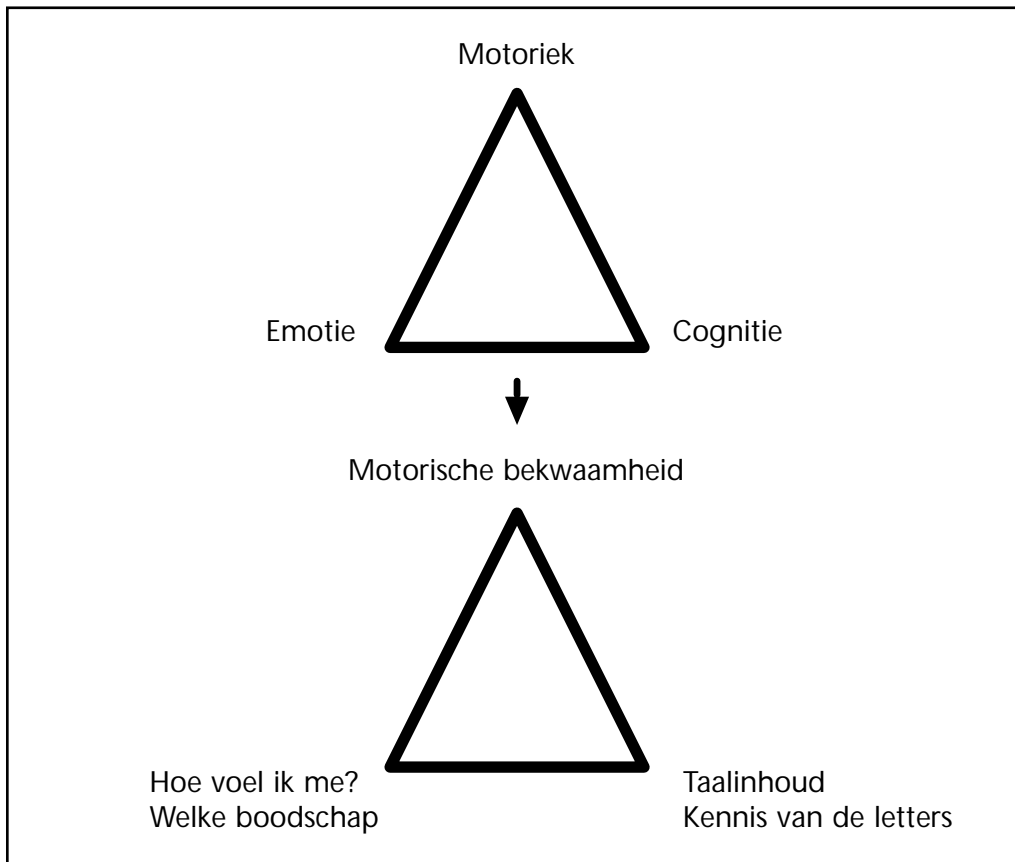 Motoriek
Emotie
Cognitie
Motorische bekwaamheid
Hoe voel ik me?
Welke boodschap
Taalinhoud
Kennis van de letters